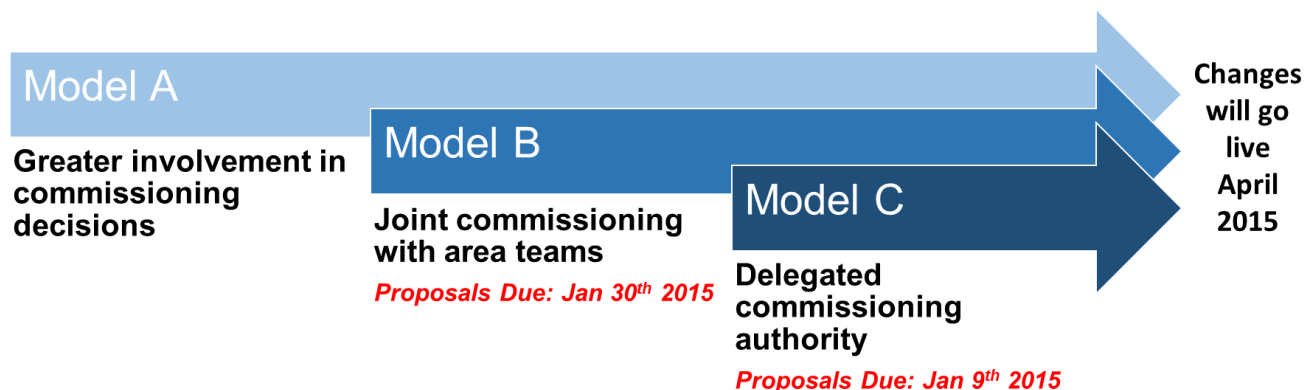 Model A
Greater involvement in
commissioning
decisions
Model B
Joint commissioning
with area teams
Proposals Due: Jan 30th 2015
Model C
Delegated
commissioning
authority
Proposals Due: Jan 9th 2015
Changes
will go
live
April
2015